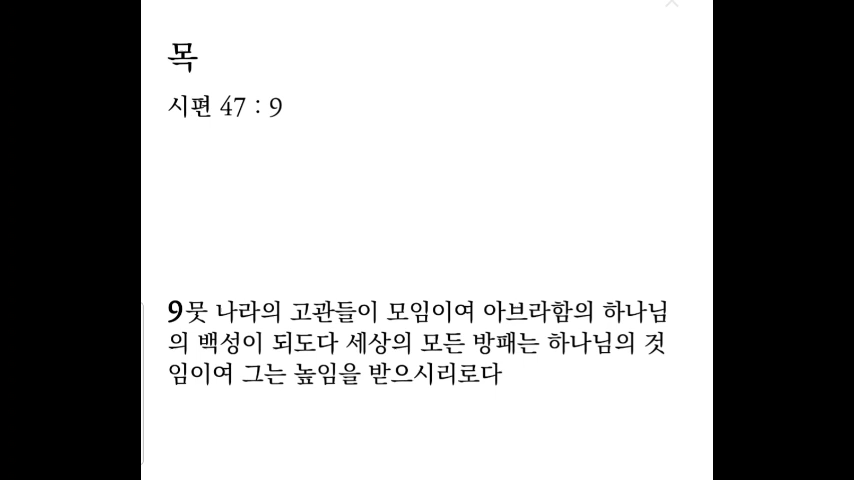 목
시편 47 : 9
9뭇 나라의 고관들이 모임이여 아브라함의 하나님
의 백성이 되도다 세상의 모든 방패는 하나님의 것
임이여 그는 높임을 받으시리로다